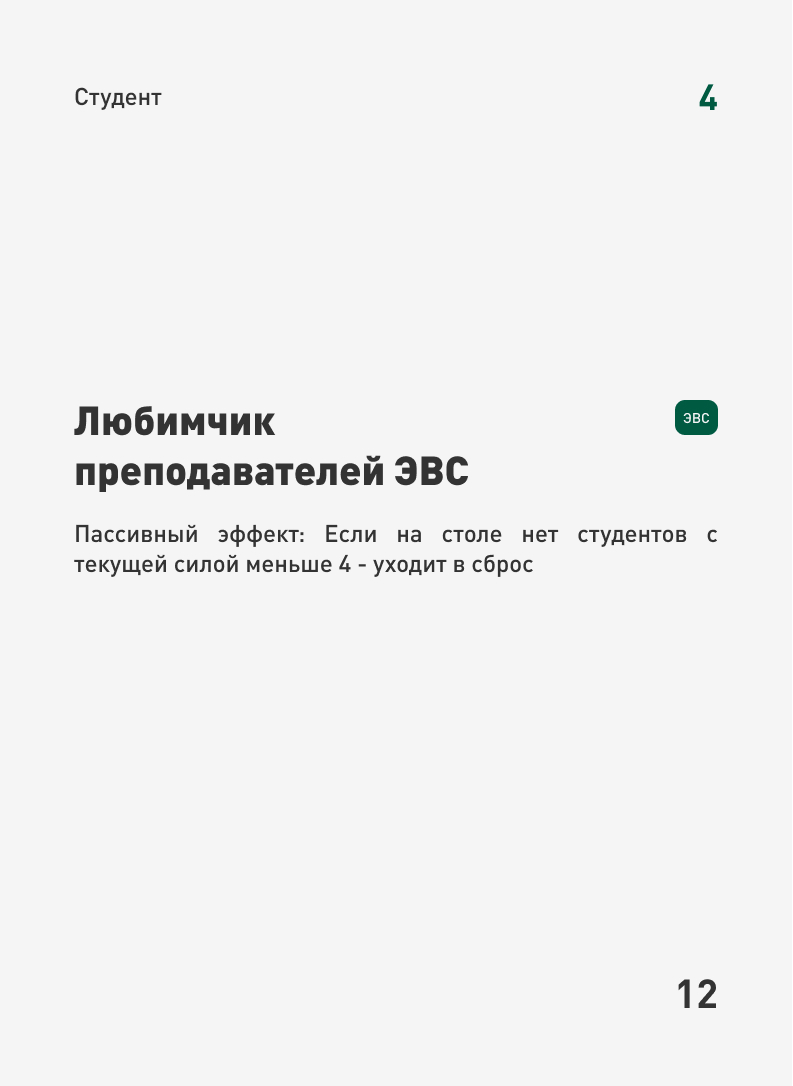 Студент
4
Любимчик
преподавателей ЭВС
ЭВС
Пассивный эффект: Если на столе нет студентов с
текущей силой меньше 4 - уходит в сброс
12